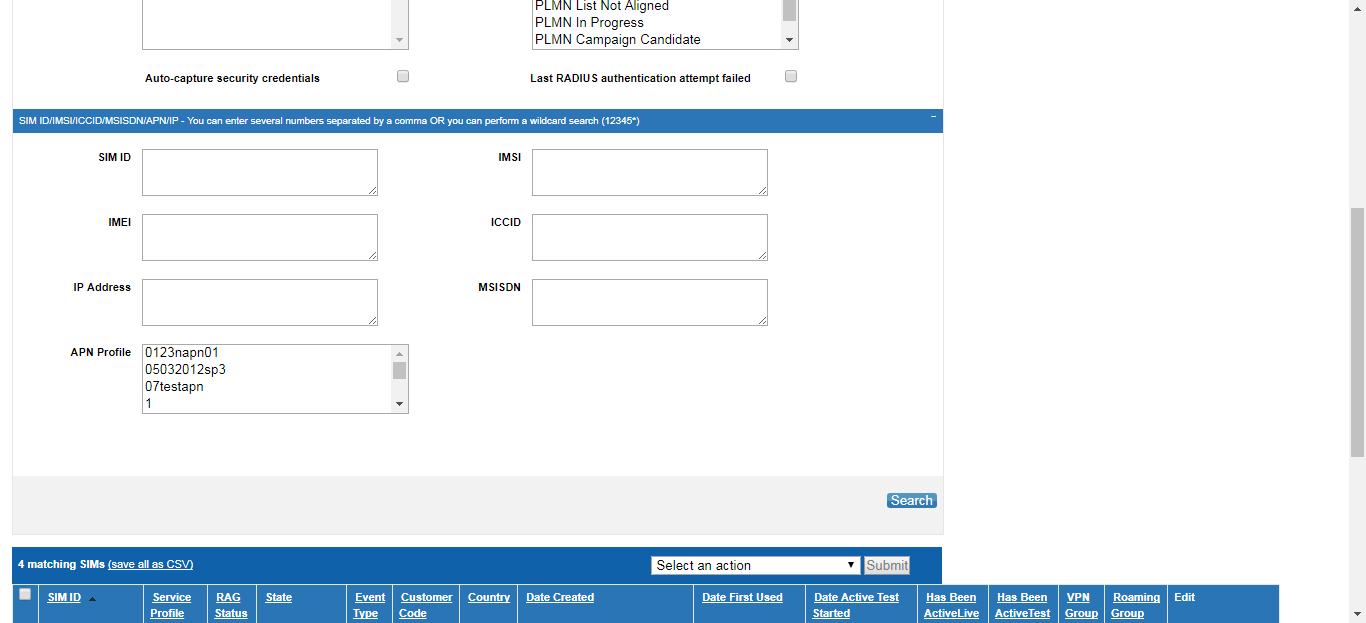 PLMN List Not Aligned
PLMN In Progress
PLMN Campaign Candidate
Auto-capture security credentials
Last RADIUS authentication attempt failed
SIM ID/IMSI/ICCID/MSISDN/APN/IP - You can enter several numbers separated by a comma OR you can perform a wildcard search (12345*)
SIM ID
IMSI
IMEI
ICCID
IP Address
MSISDN
APN Profile
0123napn01
05032012sp3
07testapn
1
Search
4 matching SIMs (save all as CSV)
Select an action
Submit
SIM ID
Service
Profile
RAG
Status
State
Event
Type
Customer
Code
Country
Date Created
Date First Used
Date Active Test
Started
Has Been
ActiveLive
Has Been
ActiveTest
VPN
Group
Roaming
Group
Edit